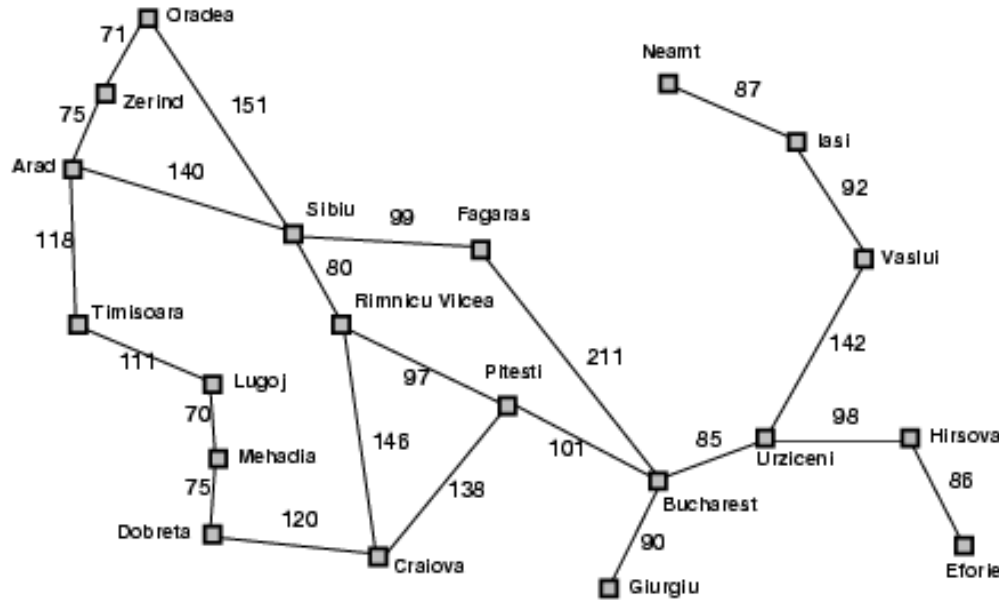 Oradea
71
Neamt
Zerind
87
75
151
Iasi
Arad
140
92
Sibiu
99
Fagaras
118
Vaslui
80
Timisoara
Rimnicu Vilcea
142
111
211
Lugoj
97
Pitesti
70
98
Hirsova
146
101
85
Mehadia
Urziceni
86
75
138
Bucharest
120
Dobreta
90
Craiova
Eforie
Giurgiu